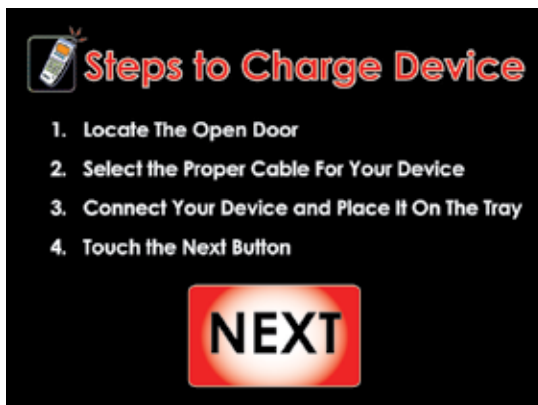 Steps to Charge Device
1. Locate The Open Door
2. Select the Proper Cable For Your Device
3. Connect Your Device and Place It On The Tray
4. Touch the Next Button
NEXT